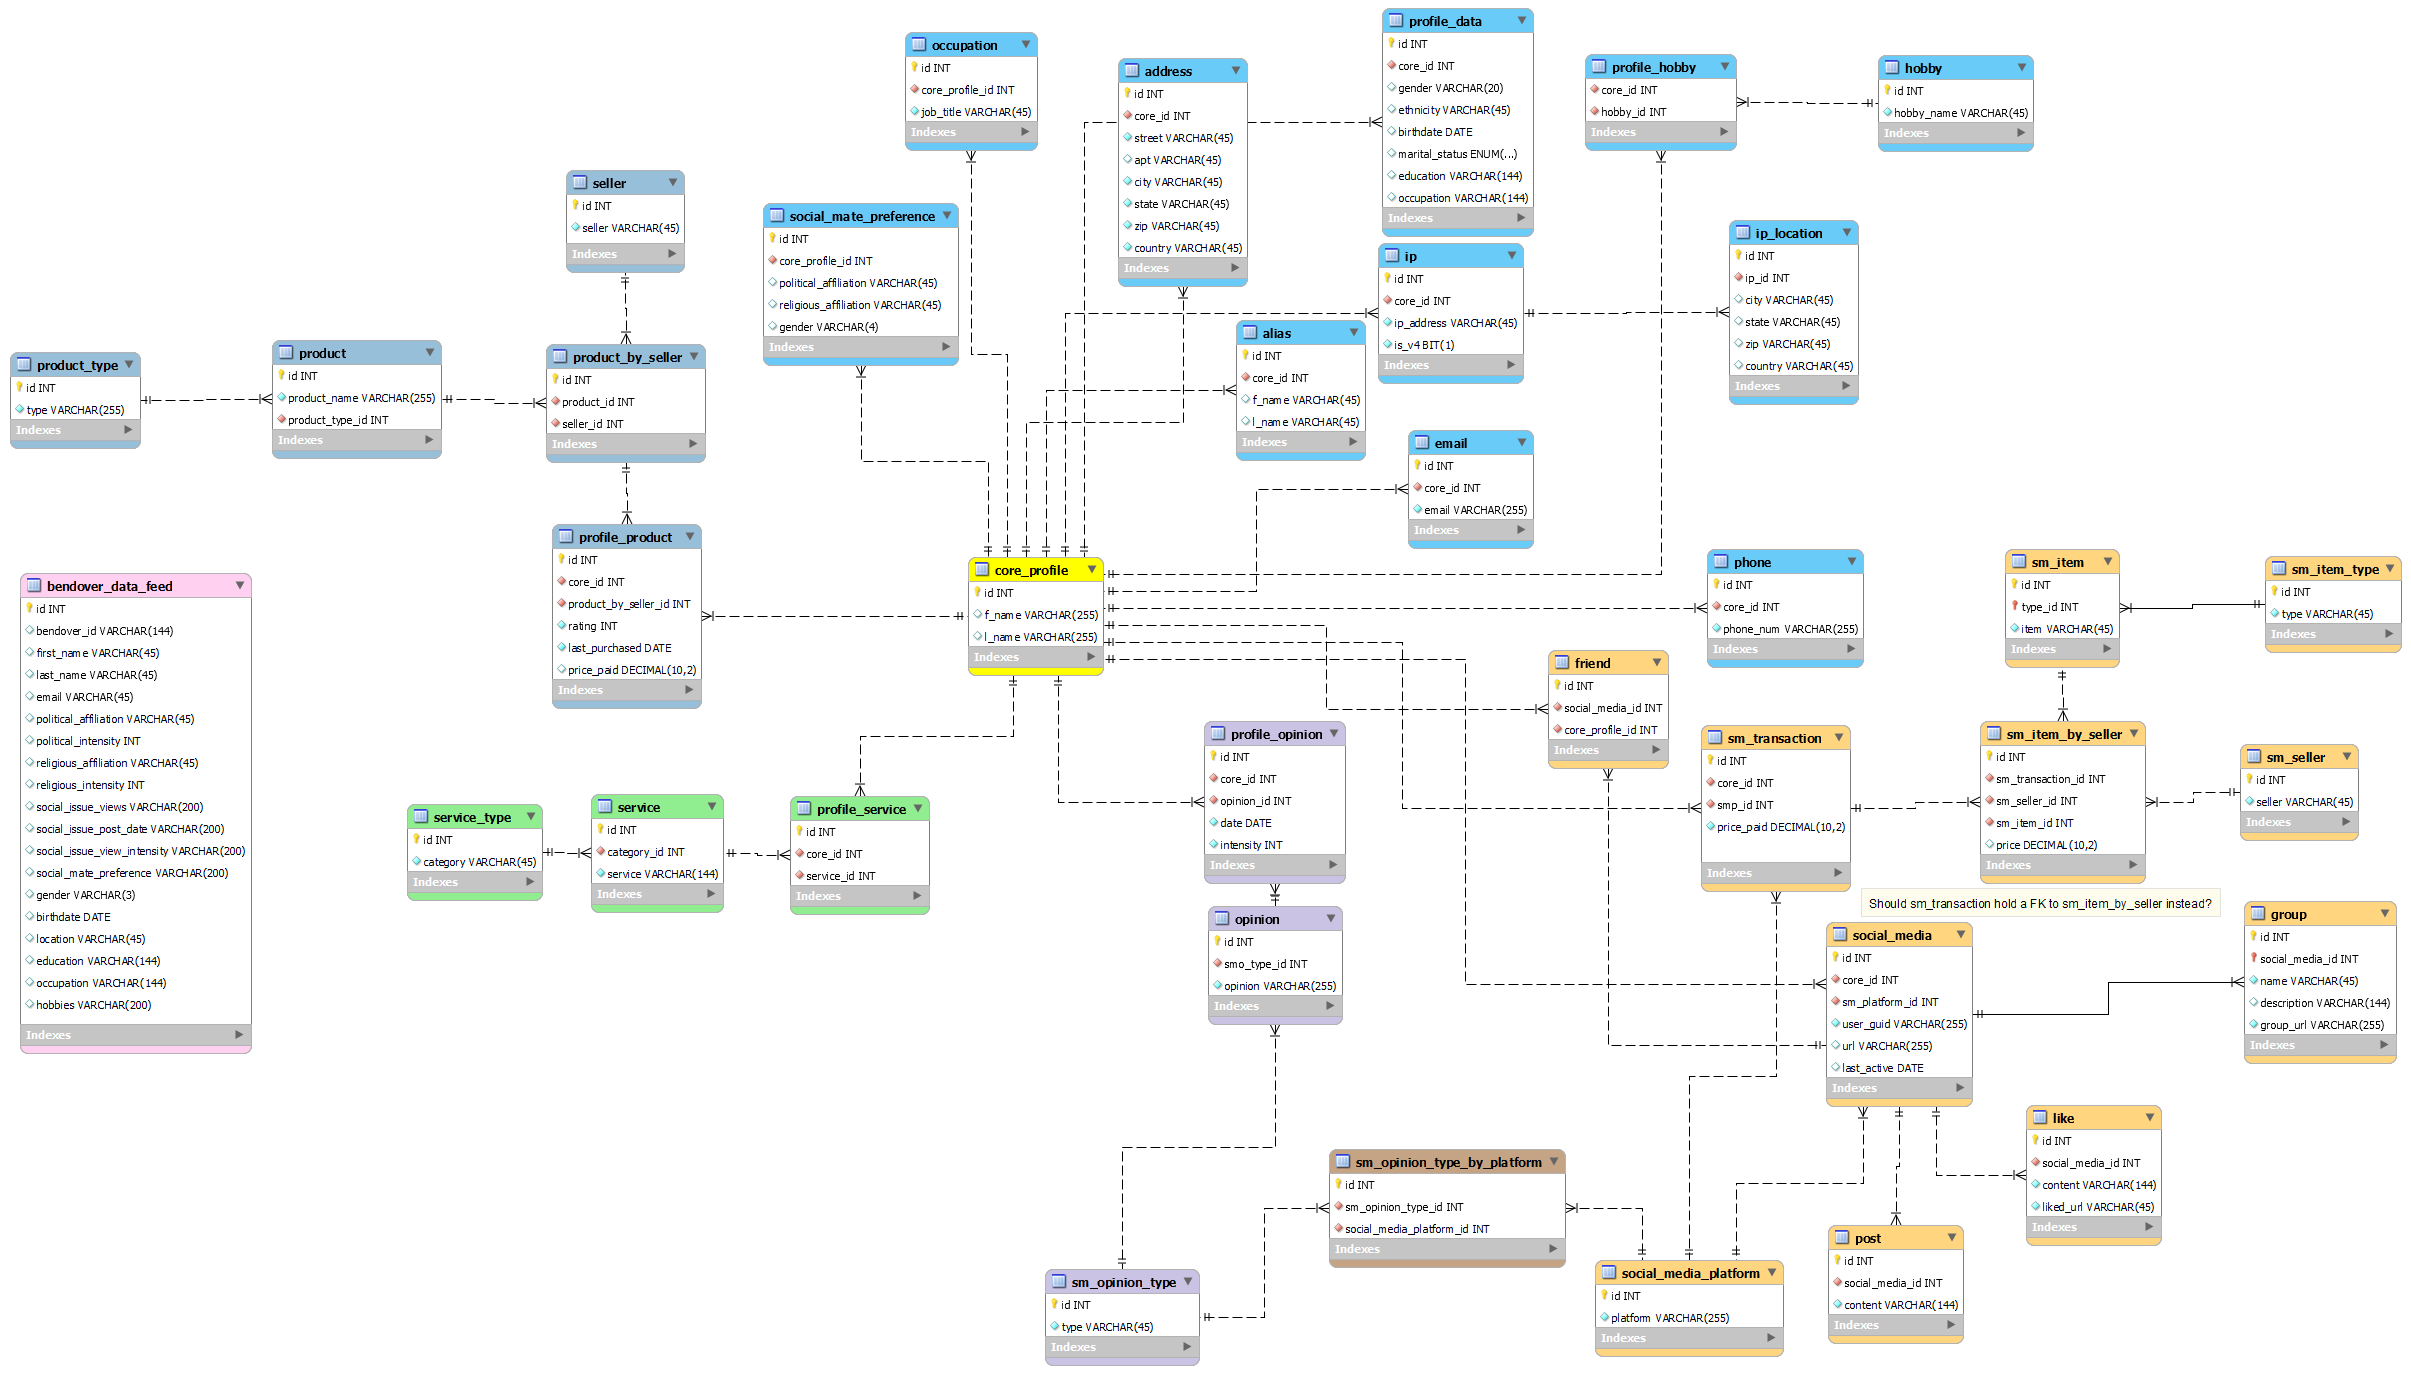 occupation
id INT
core_profile_id INT
job_title VARCHAR(45)
Indexes
address
id INT
core_id INT
street VARCHAR(45)
apt VARCHAR(45)
city VARCHAR(45)
state VARCHAR(45)
zip VARCHAR(45)
country VARCHAR(45)
Indexes
profile_data
id INT
core_id INT
gender VARCHAR(20)
ethnicity VARCHAR(45)
birthdate DATE
marital_status ENUM(...)
education VARCHAR(144)
occupation VARCHAR(144)
Indexes
profile_hobby
core_id INT
hobby_id INT
Indexes
hobby
id INT
hobby_name VARCHAR(45)
Indexes
seller
id INT
seller VARCHAR(45)
Indexes
social_mate_preference
id INT
core_profile_id INT
political_affiliation VARCHAR(45)
religious_affiliation VARCHAR(45)
gender VARCHAR(4)
Indexes
ip
id INT
core_id INT
ip_address VARCHAR(45)
is_v4 BIT(1)
Indexes
ip_location
id INT
ip_id INT
city VARCHAR(45)
state VARCHAR(45)
zip VARCHAR(45)
country VARCHAR(45)
Indexes
alias
id INT
core_id INT
f_name VARCHAR(45)
l_name VARCHAR(45)
Indexes
product_type
id INT
type VARCHAR(255)
Indexes
product
id INT
product_name VARCHAR(255)
product_type_id INT
Indexes
product_by_seller
id INT
product_id INT
seller_id INT
Indexes
email
id INT
core_id INT
email VARCHAR(255)
Indexes
profile_product
id INT
core_id INT
product_by_seller_id INT
rating INT
last_purchased DATE
price_paid DECIMAL(10,2)
Indexes
core_profile
id INT
f_name VARCHAR(255)
l_name VARCHAR(255)
Indexes
phone
id INT
core_id INT
phone_num VARCHAR(255)
Indexes
sm_item
id INT
type_id INT
item VARCHAR(45)
Indexes
sm_item_type
id INT
type VARCHAR(45)
Indexes
bendover_data_feed
id INT
bendover_id VARCHAR(144)
first_name VARCHAR(45)
last_name VARCHAR(45)
email VARCHAR(45)
political_affiliation VARCHAR(45)
political_intensity INT
religious_affiliation VARCHAR(45)
religious_intensity INT
social_issue_views VARCHAR(200)
social_issue_post_date VARCHAR(200)
social_issue_view_intensity VARCHAR(200)
social_mate_preference VARCHAR(200)
gender VARCHAR(3)
birthdate DATE
location VARCHAR(45)
education VARCHAR(144)
occupation VARCHAR(144)
hobbies VARCHAR(200)
Indexes
friend
id INT
social_media_id INT
core_profile_id INT
Indexes
profile_opinion
id INT
core_id INT
opinion_id INT
date DATE
intensity INT
Indexes
sm_transaction
id INT
core_id INT
smp_id INT
price_paid DECIMAL(10,2)
Indexes
sm_item_by_seller
id INT
sm_transaction_id INT
sm_seller_id INT
sm_item_id INT
price DECIMAL(10,2)
Indexes
sm_seller
id INT
seller VARCHAR(45)
Indexes
service_type
id INT
category VARCHAR(45)
Indexes
service
id INT
category_id INT
service VARCHAR(144)
Indexes
profile_service
id INT
core_id INT
service_id INT
Indexes
Should sm_transaction hold a FK to sm_item_by_seller instead?
opinion
id INT
smo_type_id INT
opinion VARCHAR(255)
Indexes
social_media
id INT
core_id INT
sm_platform_id INT
user_guid VARCHAR(255)
url VARCHAR(255)
last_active DATE
Indexes
group
id INT
social_media_id INT
name VARCHAR(45)
description VARCHAR(144)
group_url VARCHAR(255)
Indexes
like
id INT
social_media_id INT
content VARCHAR(144)
liked_url VARCHAR(45)
Indexes
sm_opinion_type_by_platform
id INT
sm_opinion_type_id INT
social_media_platform_id INT
Indexes
post
id INT
social_media_id INT
content VARCHAR(144)
Indexes
sm_opinion_type
id INT
type VARCHAR(45)
Indexes
social_media_platform
id INT
platform VARCHAR(255)
Indexes